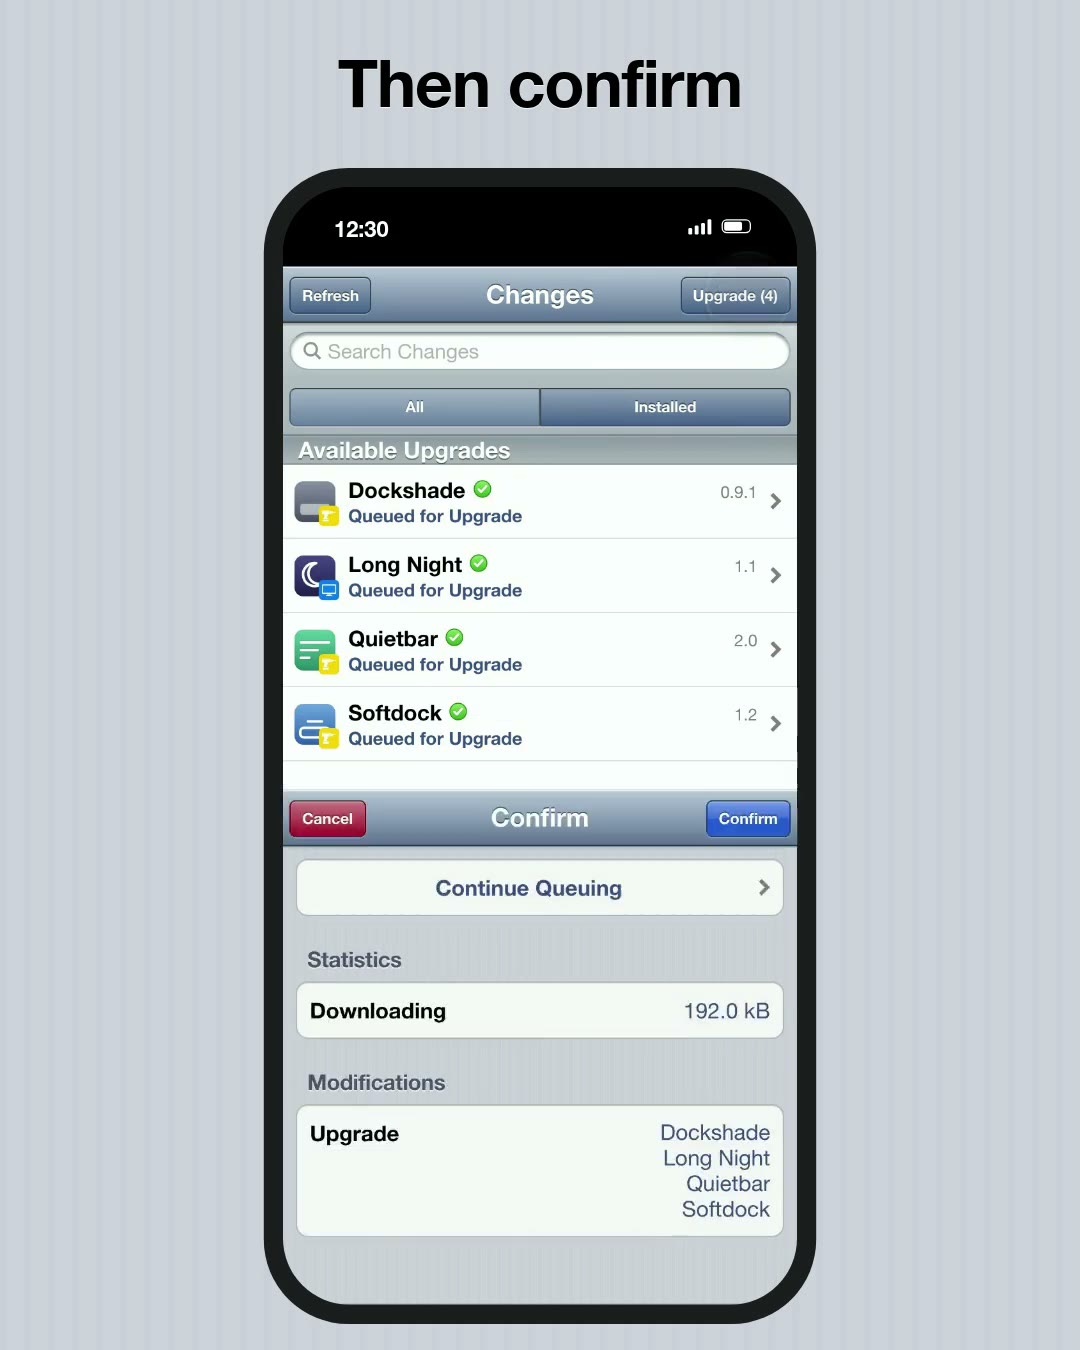 Then confirm
12:30
Refresh
Changes
Upgrade (4)
Search Changes
All
Installed
Available Upgrades
Dockshade
0.9.1
Queued for Upgrade
Long Night
1.1
Queued for Upgrade
Quietbar
2.0
Queued for Upgrade
Softdock
1.2
Queued for Upgrade
Cancel
Confirm
Confirm
Continue Queuing
Statistics
Downloading
192.0 kB
Modifications
Upgrade
Dockshade
Long Night
Quietbar
Softdock